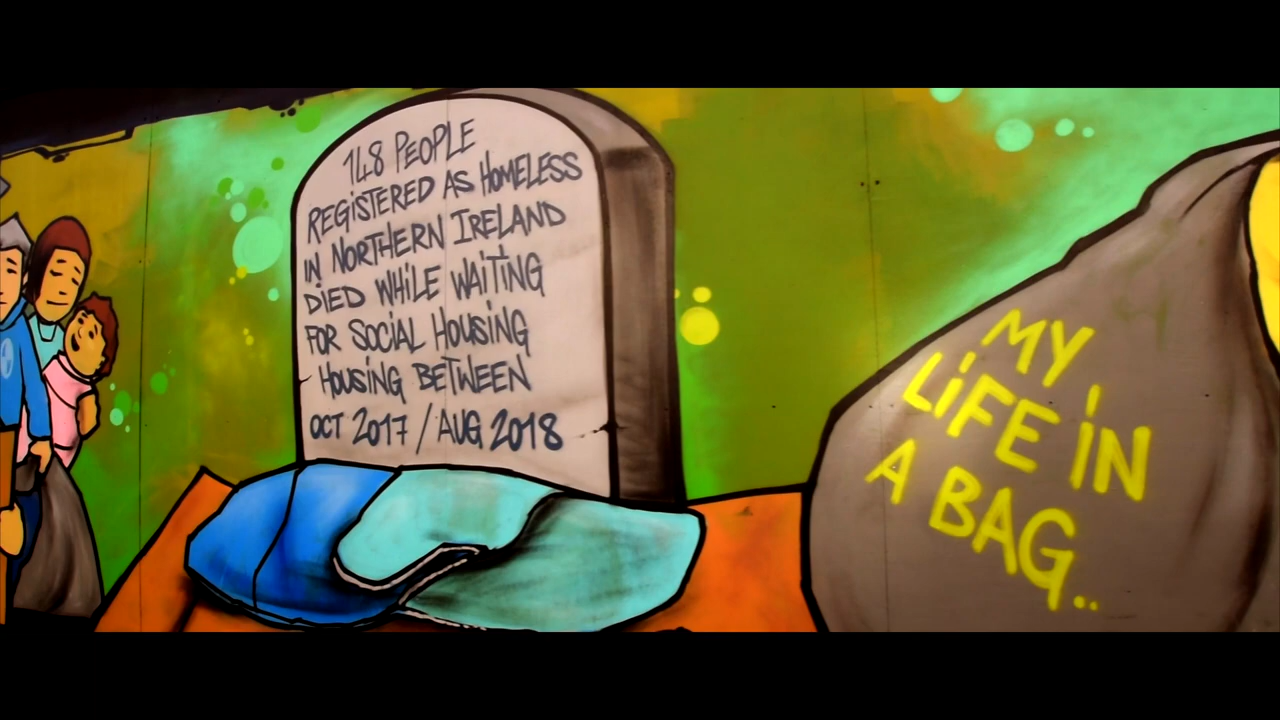 148 PEOPLE
REGISTERED AS HOMELESS
IN NORTHERN IRELAND
DIED WHILE WAITING
FOR SOCIAL HOUSING
HOUSING BETWEEN
OCT 2017 / AUG 2018
MY
LIFE IN
A BAG..